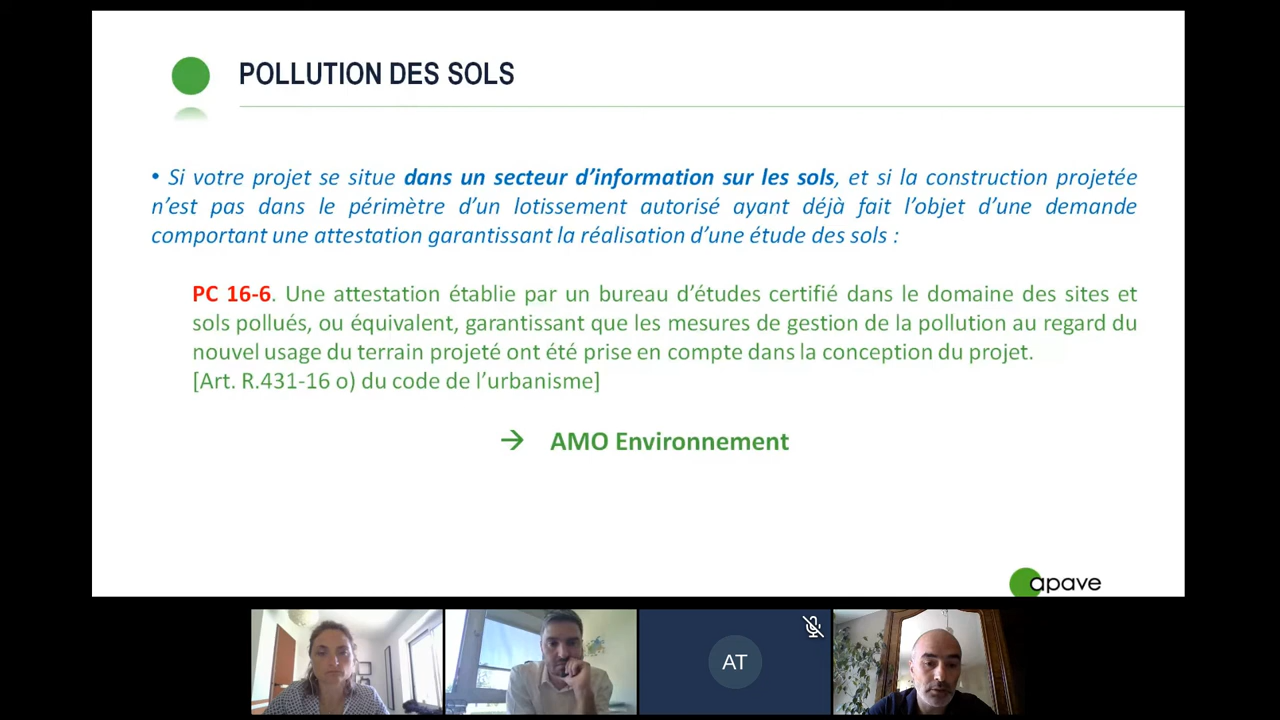 POLLUTION DES SOLS
• Si votre projet se situe dans un secteur d’information sur les sols, et si la construction projetée
n’est pas dans le périmètre d’un lotissement autorisé ayant déjà fait l’objet d’une demande
comportant une attestation garantissant la réalisation d’une étude des sols :
PC 16-6. Une attestation établie par un bureau d’études certifié dans le domaine des sites et
sols pollués, ou équivalent, garantissant que les mesures de gestion de la pollution au regard du
nouvel usage du terrain projeté ont été prise en compte dans la conception du projet.
[Art. R.431-16 o) du code de l’urbanisme]
→ AMO Environnement
apave
AT